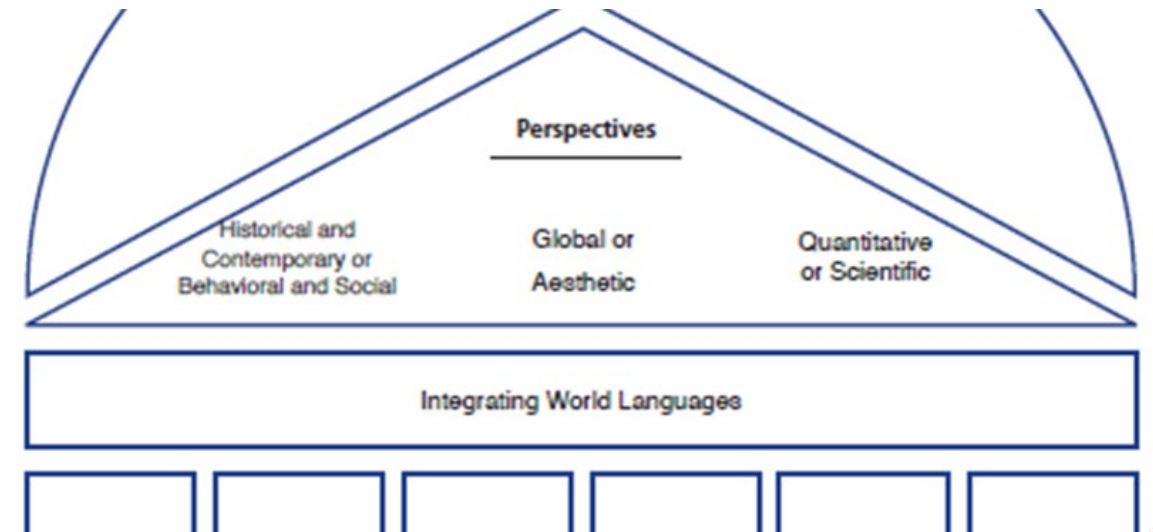 Perspectives
Historical and
Contemporary or
Behavioral and Social
Global or
Aesthetic
Quantitative
or Scientific
Integrating World Languages